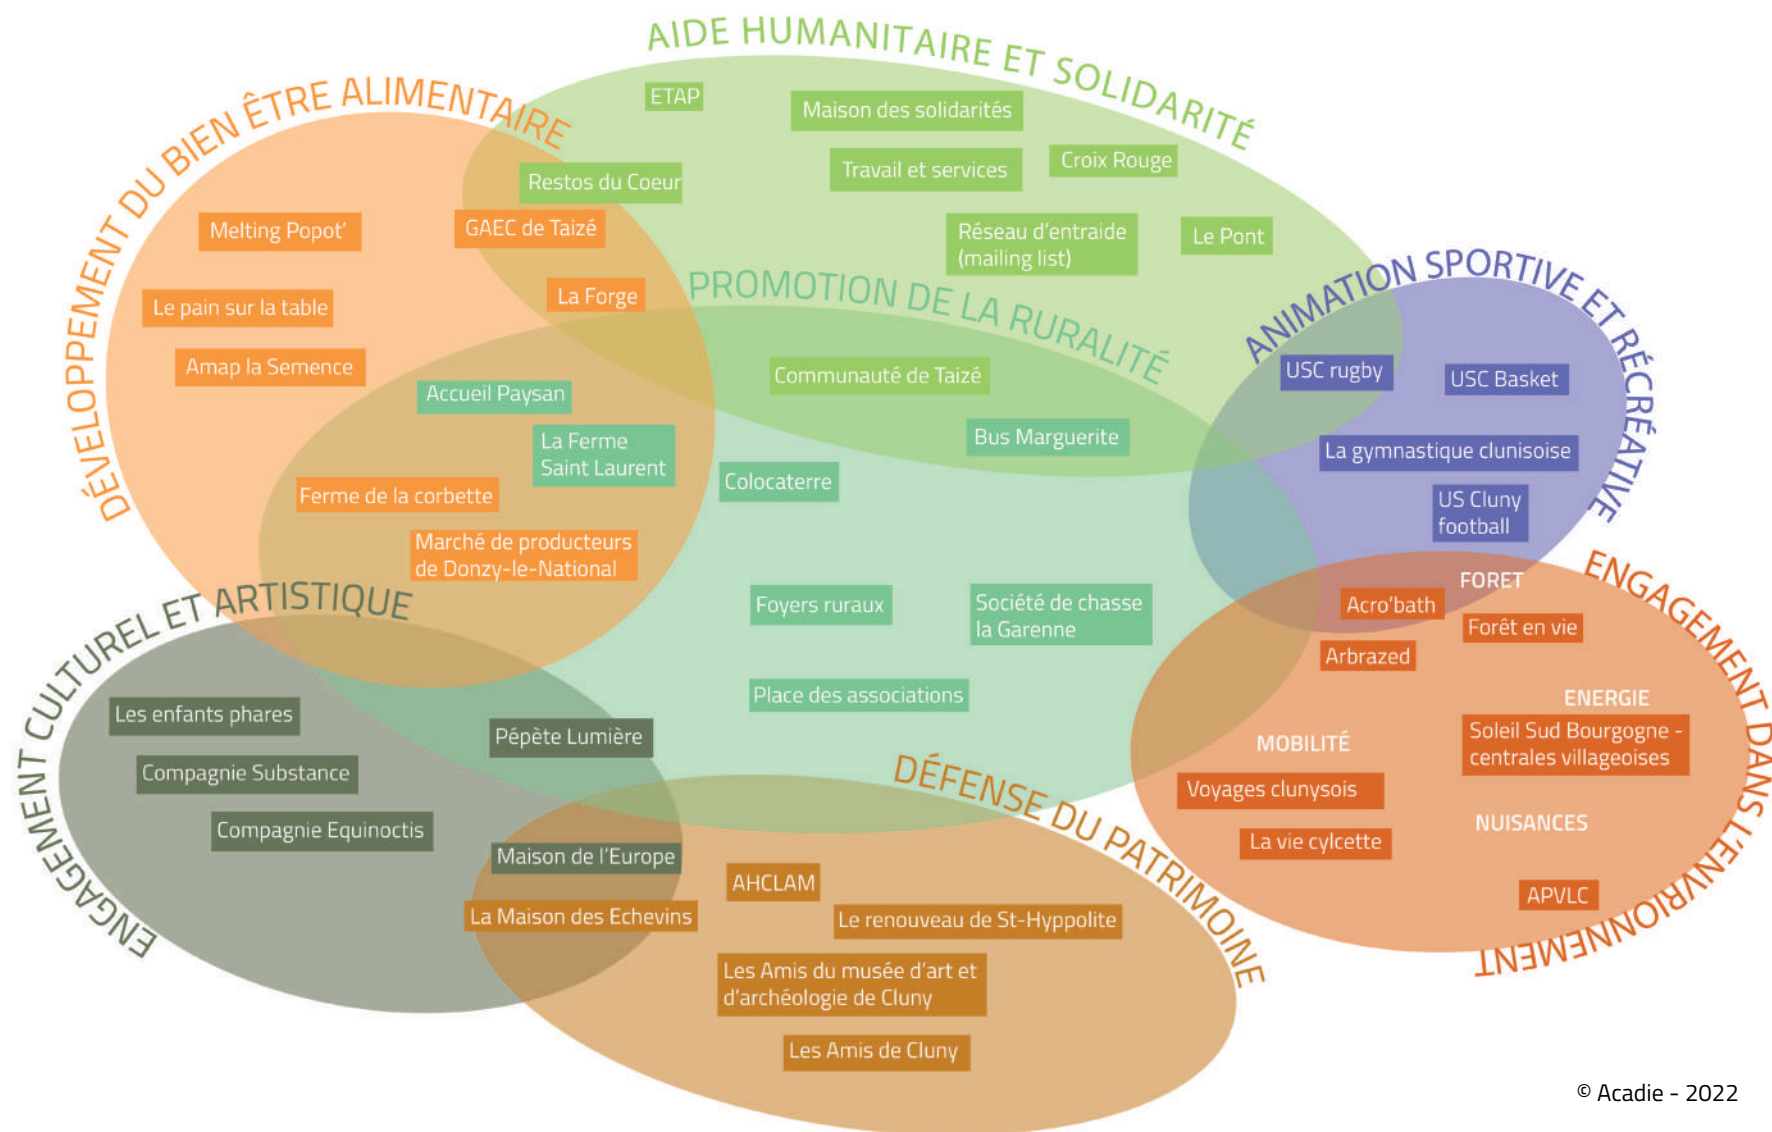 AIDE HUMANITAIRE ET SOLIDARITÉ
ETAP
Maison des solidarités
Travail et services
Croix Rouge
Restos du Coeur
Réseau d'entraide
(mailing list)
Le Pont
DÉVELOPPEMENT DU BIEN ÊTRE ALIMENTAIRE
Melting Popot'
GAEC de Taizé
La Forge
Le pain sur la table
Amap la Semence
Accueil Paysan
La Ferme
Saint Laurent
Ferme de la corbette
Marché de producteurs
de Donzy-le-National
PROMOTION DE LA RURALITÉ
Communauté de Taizé
Bus Marguerite
Colocaterre
Foyers ruraux
Société de chasse
la Garenne
Place des associations
ANIMATION SPORTIVE ET RÉCRÉATIVE
USC rugby
USC Basket
La gymnastique clunisoise
US Cluny
football
ENGAGEMENT DANS L'ENVRIONNEMENT
FORET
Acro'bath
Forêt en vie
Arbrazed
ENERGIE
Soleil Sud Bourgogne -
centrales villageoises
MOBILITÉ
Voyages clunysois
La vie cylcette
NUISANCES
APVLC
ENGAGEMENT CULTUREL ET ARTISTIQUE
Les enfants phares
Pépète Lumière
Compagnie Substance
Compagnie Equinoctis
Maison de l'Europe
DÉFENSE DU PATRIMOINE
AHCLAM
La Maison des Echevins
Le renouveau de St-Hyppolite
Les Amis du musée d'art et
d'archéologie de Cluny
Les Amis de Cluny
© Acadie - 2022